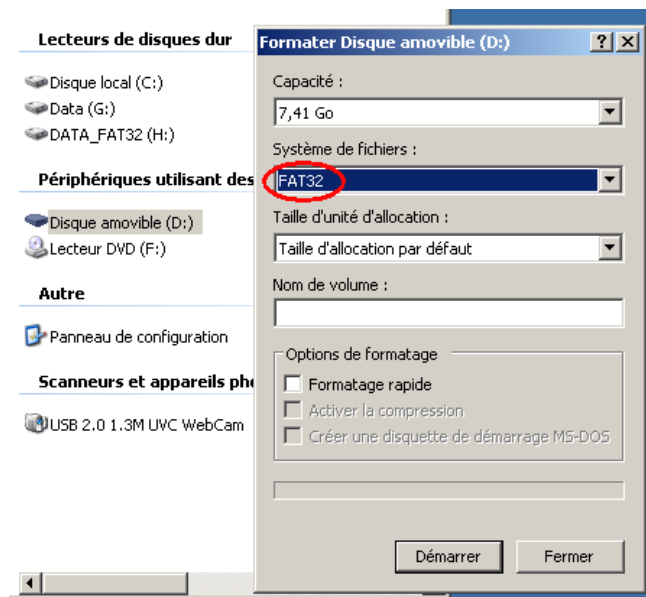 Lecteurs de disques dur
Disque local (C:)
Data (G:)
DATA_FAT32 (H:)
Périphériques utilisant des
Disque amovible (D:)
Lecteur DVD (F:)
Autre
Panneau de configuration
Scanneurs et appareils pho
USB 2.0 1.3M UVC WebCam
Formater Disque amovible (D:)
Capacité :
7,41 Go
Système de fichiers :
FAT32
Taille d'unité d'allocation :
Taille d'allocation par défaut
Nom de volume :
Options de formatage
Formatage rapide
Activer la compression
Créer une disquette de démarrage MS-DOS
Démarrer
Fermer